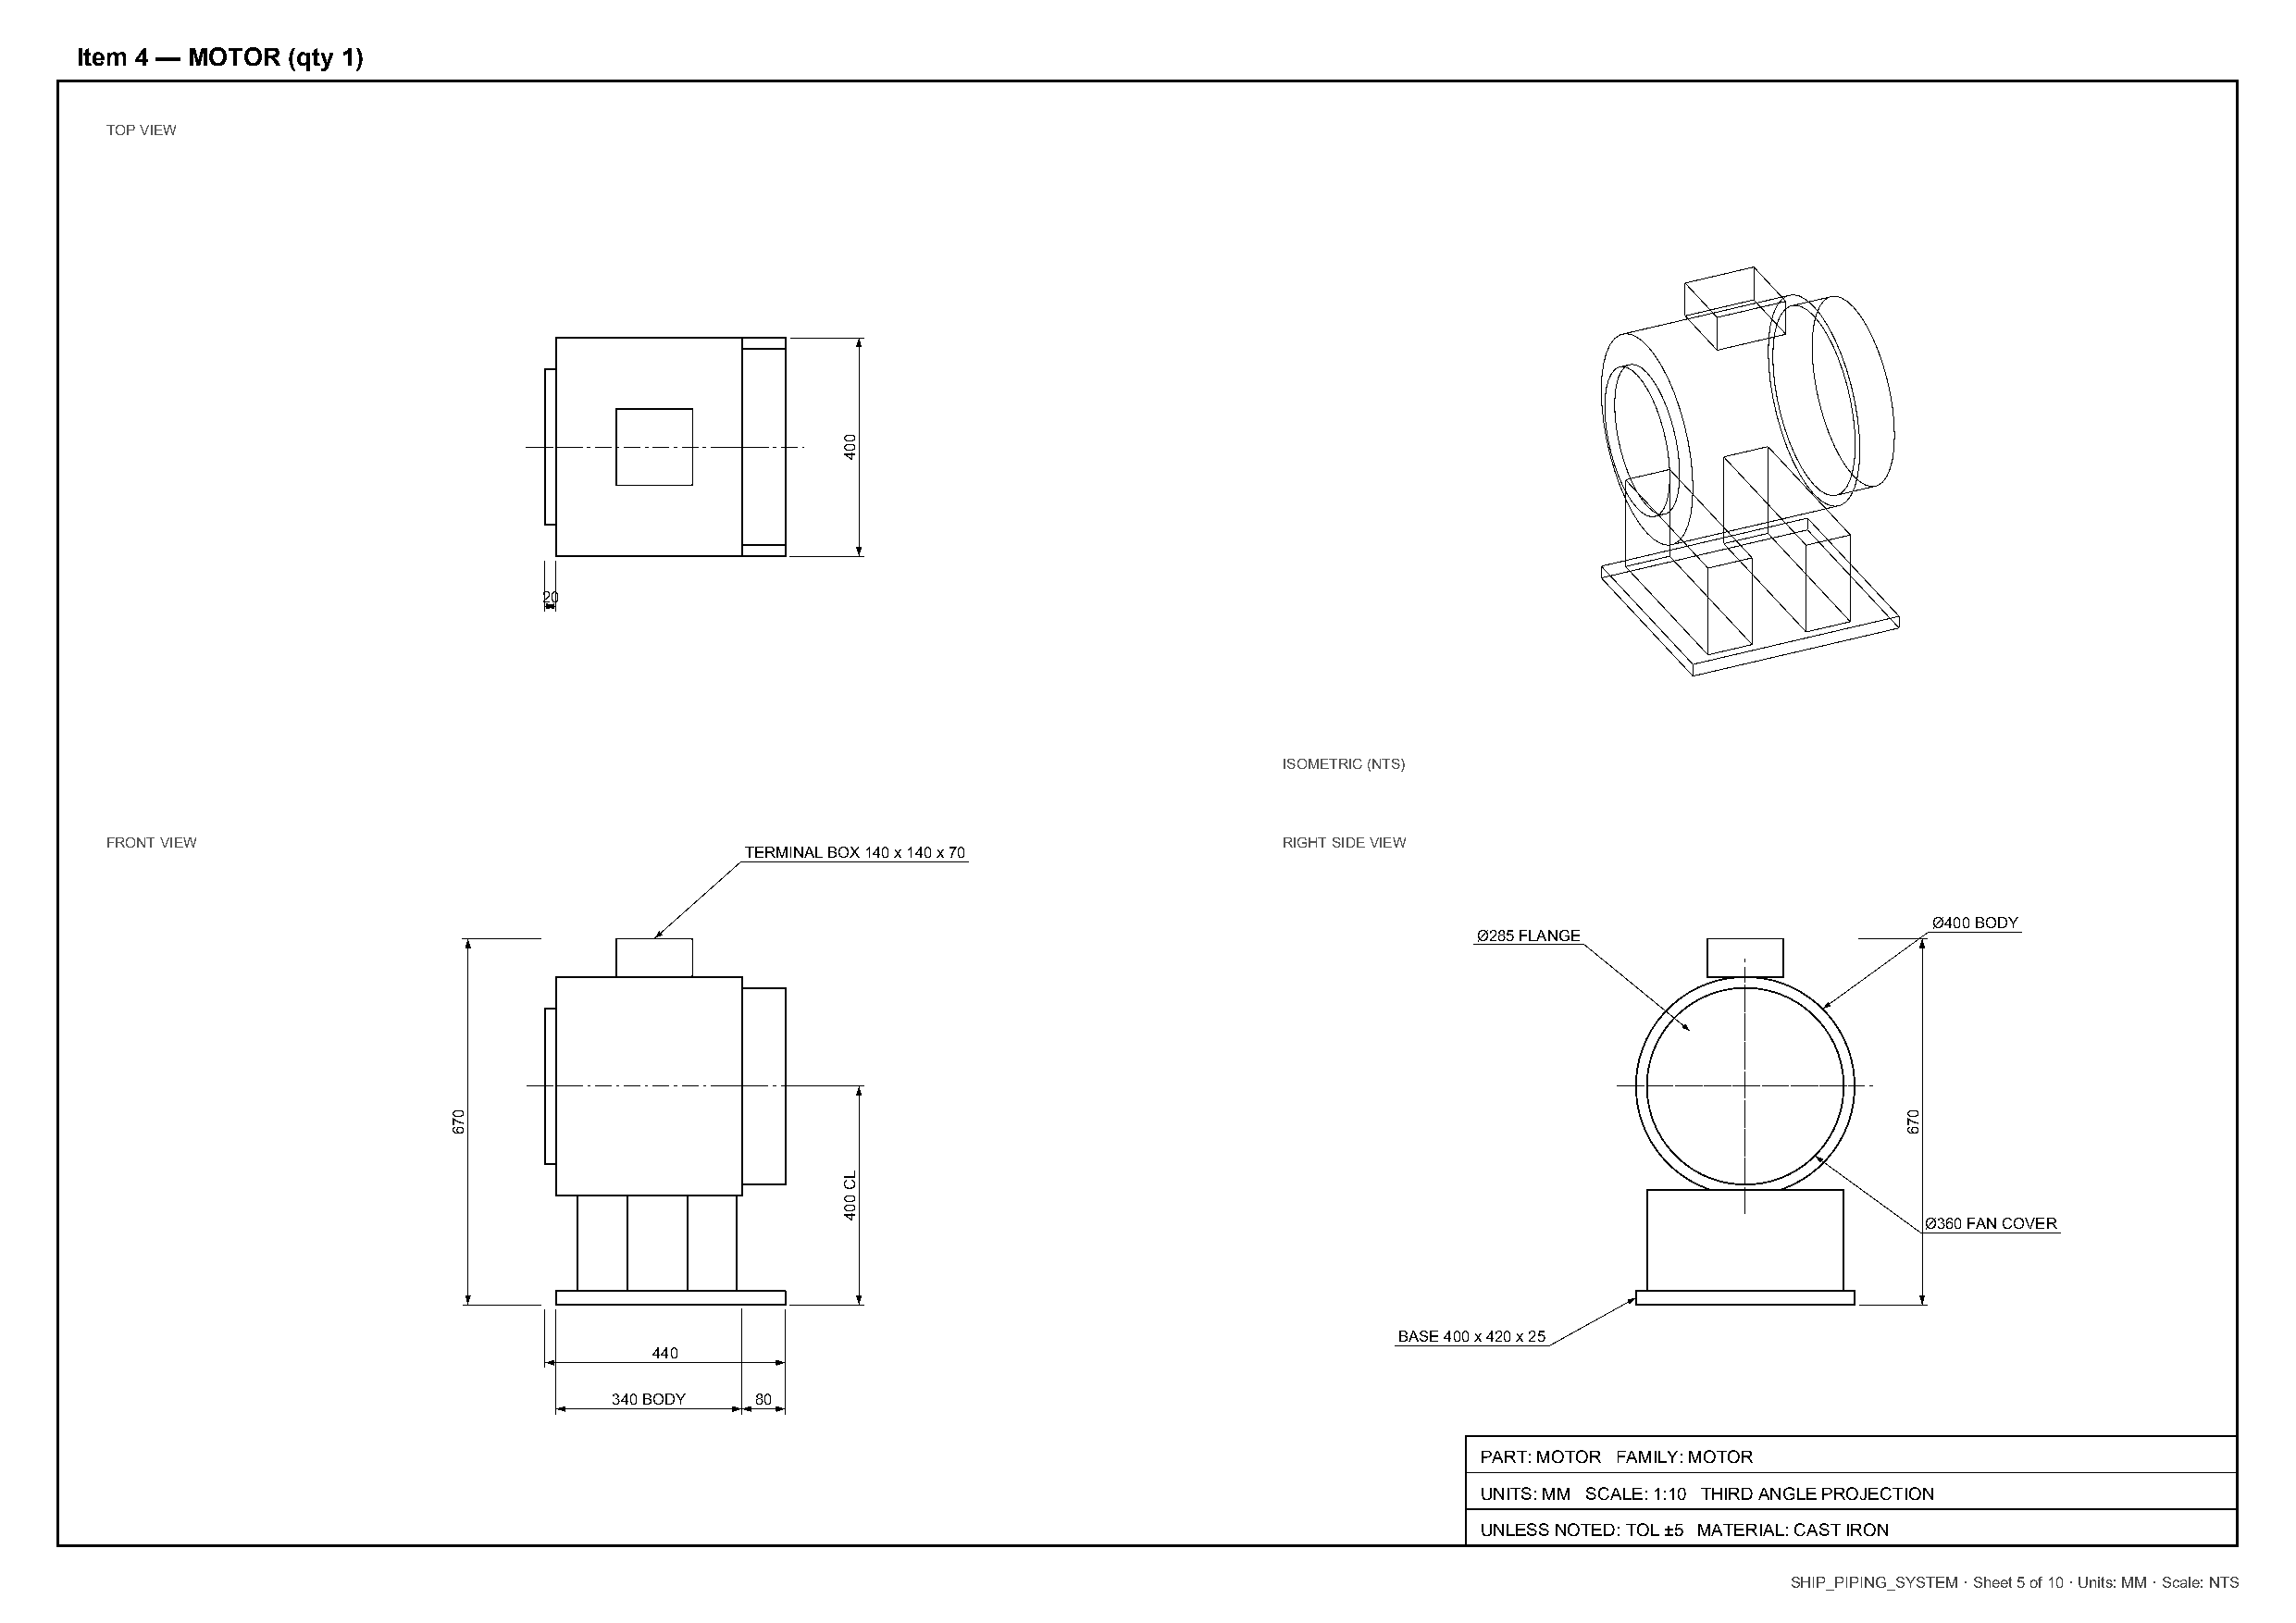 Item 4 — MOTOR (qty 1)
TOP VIEW
400
20
ISOMETRIC (NTS)
FRONT VIEW
TERMINAL BOX 140 x 140 x 70
670
400 CL
440
340 BODY
80
RIGHT SIDE VIEW
Ø285 FLANGE
Ø400 BODY
670
Ø360 FAN COVER
BASE 400 x 420 x 25
PART: MOTOR FAMILY: MOTOR
UNITS: MM SCALE: 1:10 THIRD ANGLE PROJECTION
UNLESS NOTED: TOL ±5 MATERIAL: CAST IRON
SHIP_PIPING_SYSTEM · Sheet 5 of 10 · Units: MM · Scale: NTS